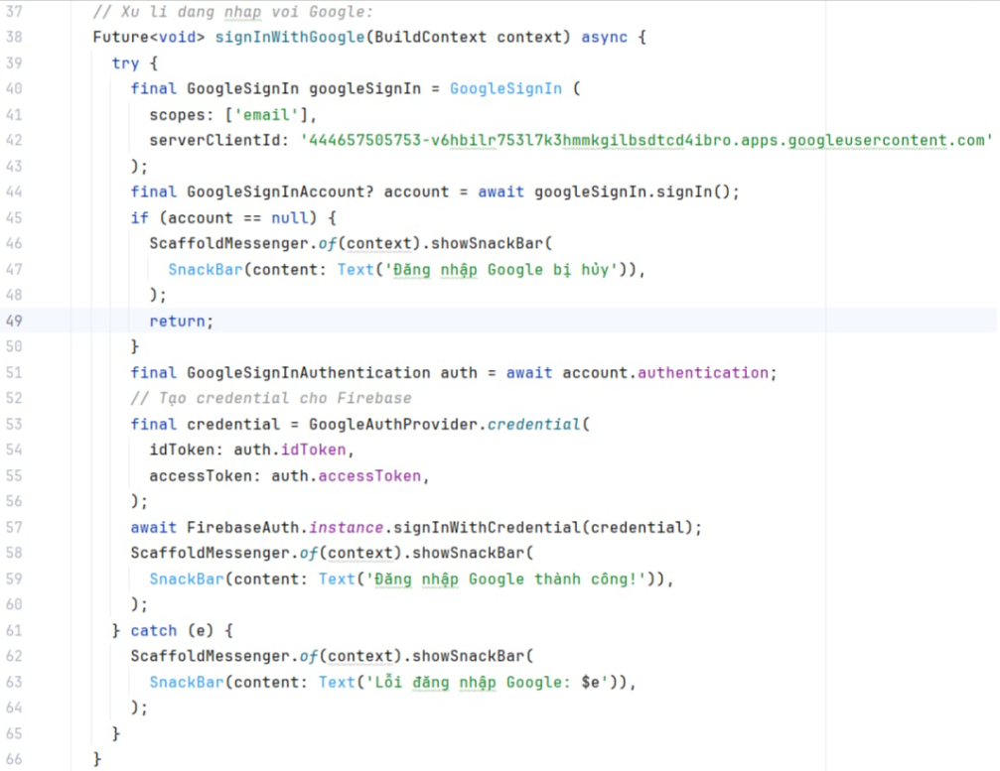 37 // Xu li dang nhap voi Google:
38 Future<void> signInWithGoogle(BuildContext context) async {
39 try {
40 final GoogleSignIn googleSignIn = GoogleSignIn (
41 scopes: ['email'],
42 serverClientId: '444657505753-v6hbilr753l7k3hmmkgilbsdtcd4ibro.apps.googleusercontent.com'
43 );
44 final GoogleSignInAccount? account = await googleSignIn.signIn();
45 if (account == null) {
46 ScaffoldMessenger.of(context).showSnackBar(
47 SnackBar(content: Text('Đăng nhập Google bị hủy')),
48 );
49 return;
50 }
51 final GoogleSignInAuthentication auth = await account.authentication;
52 // Tạo credential cho Firebase
53 final credential = GoogleAuthProvider.credential(
54 idToken: auth.idToken,
55 accessToken: auth.accessToken,
56 );
57 await FirebaseAuth.instance.signInWithCredential(credential);
58 ScaffoldMessenger.of(context).showSnackBar(
59 SnackBar(content: Text('Đăng nhập Google thành công!')),
60 );
61 } catch (e) {
62 ScaffoldMessenger.of(context).showSnackBar(
63 SnackBar(content: Text('Lỗi đăng nhập Google: $e')),
64 );
65 }
66 }